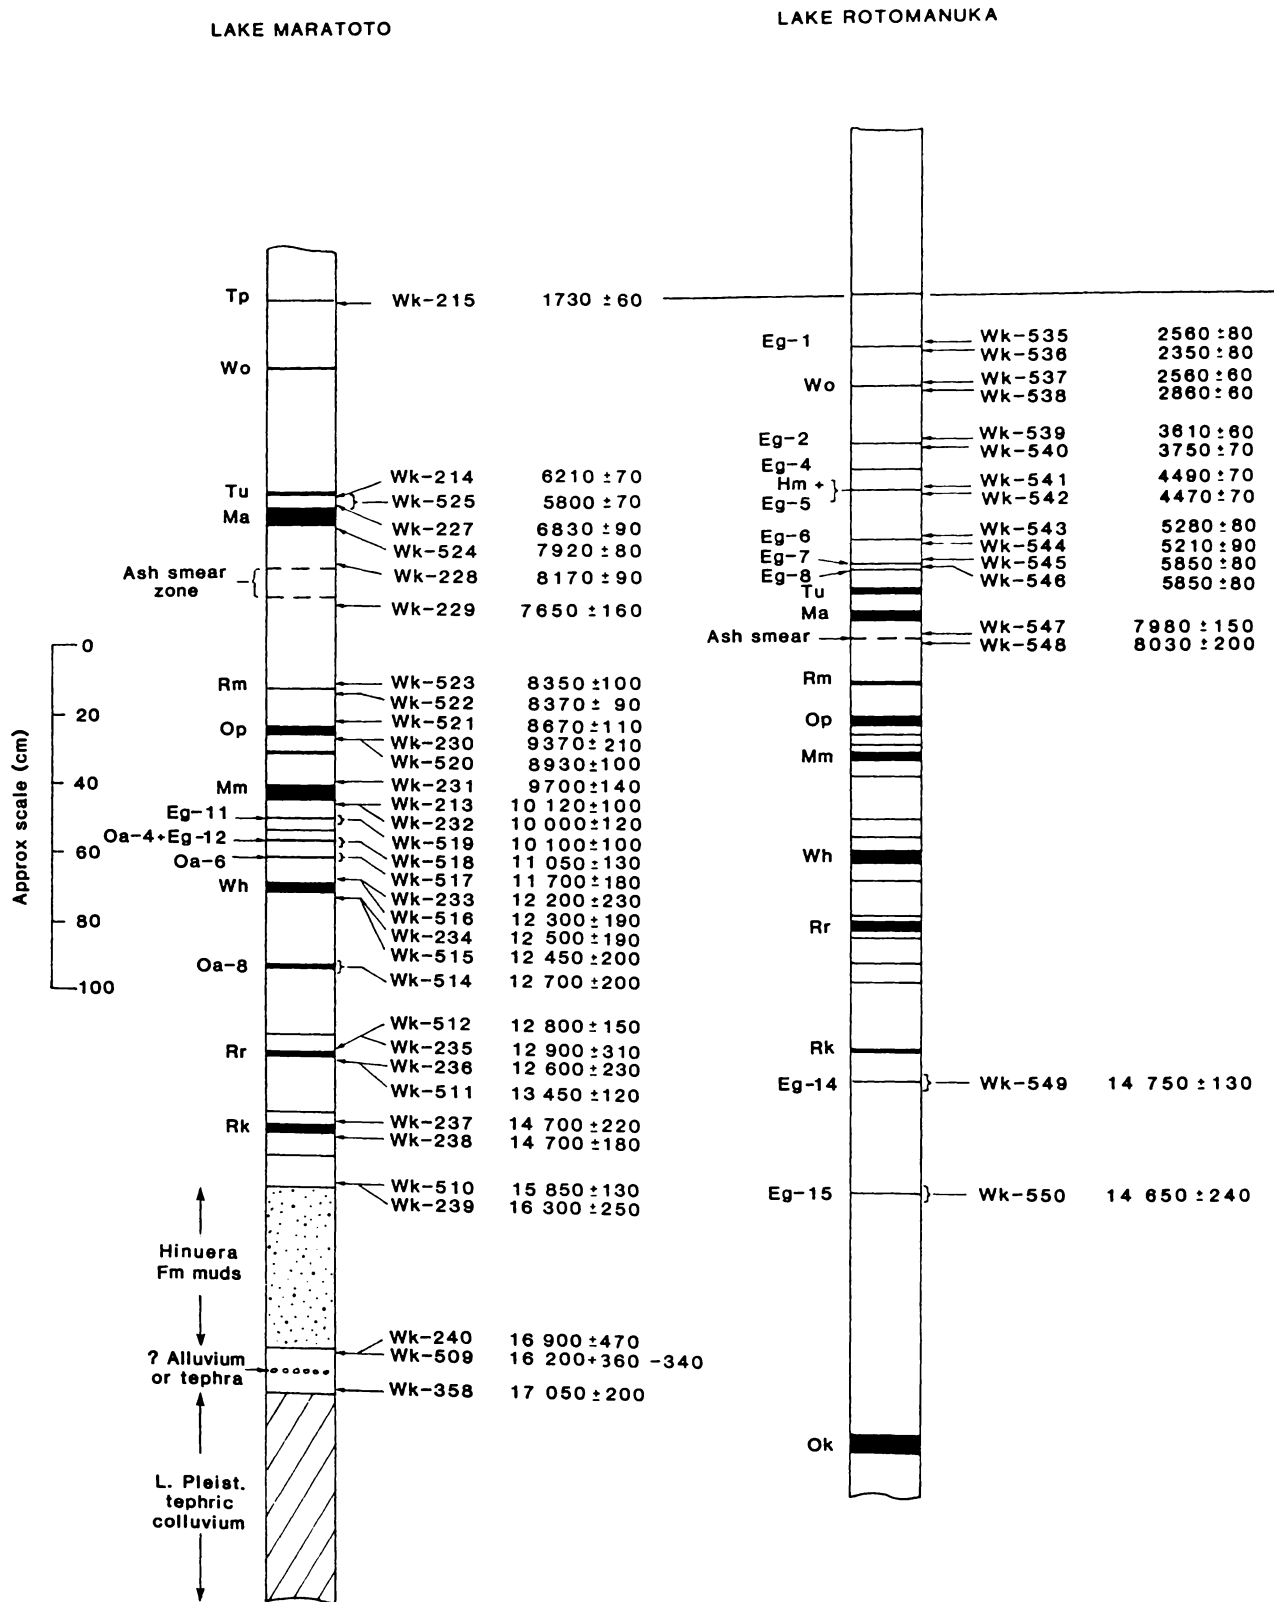 LAKE MARATOTO
Tp
Wk-215 1730 ±60
Wo
Wk-214 6210 ±70
Tu
Wk-525 5800 ±70
Ma
Wk-227 6830 ±90
Wk-524 7920 ±80
Ash smear
zone
Wk-228 8170 ±90
Wk-229 7650 ±160
Rm
Wk-523 8350 ±100
Wk-522 8370 ± 90
Wk-521 8670 ±110
Op
Wk-230 9370 ±210
Wk-520 8930 ±100
Mm
Wk-231 9700 ±140
Wk-213 10 120 ±100
Eg-11
Wk-232 10 000 ±120
Oa-4+Eg-12
Wk-519 10 100 ±100
Wk-518 11 050 ±130
Oa-6
Wk-517 11 700 ±180
Wh
Wk-233 12 200 ±230
Wk-516 12 300 ±190
Wk-234 12 500 ±190
Wk-515 12 450 ±200
Oa-8
Wk-514 12 700 ±200
Wk-512 12 800 ±150
Rr
Wk-235 12 900 ±310
Wk-236 12 600 ±230
Wk-511 13 450 ±120
Rk
Wk-237 14 700 ±220
Wk-238 14 700 ±180
Wk-510 15 850 ±130
Wk-239 16 300 ±250
Hinuera
Fm muds
Wk-240 16 900 ±470
Wk-509 16 200 +360 -340
? Alluvium
or tephra
Wk-358 17 050 ±200
L. Pleist.
tephric
colluvium
Approx scale (cm)
0
20
40
60
80
100
LAKE ROTOMANUKA
Eg-1
Wk-535 2560 ±80
Wk-536 2350 ±80
Wo
Wk-537 2560 ±60
Wk-538 2860 ±60
Eg-2
Wk-539 3610 ±60
Wk-540 3750 ±70
Eg-4
Hm +
Eg-5
Wk-541 4490 ±70
Wk-542 4470 ±70
Eg-6
Wk-543 5280 ±80
Wk-544 5210 ±90
Eg-7
Wk-545 5850 ±80
Eg-8
Wk-546 5850 ±80
Tu
Ma
Ash smear
Wk-547 7980 ±150
Wk-548 8030 ±200
Rm
Op
Mm
Wh
Rr
Rk
Eg-14
Wk-549 14 750 ±130
Eg-15
Wk-550 14 650 ±240
Ok